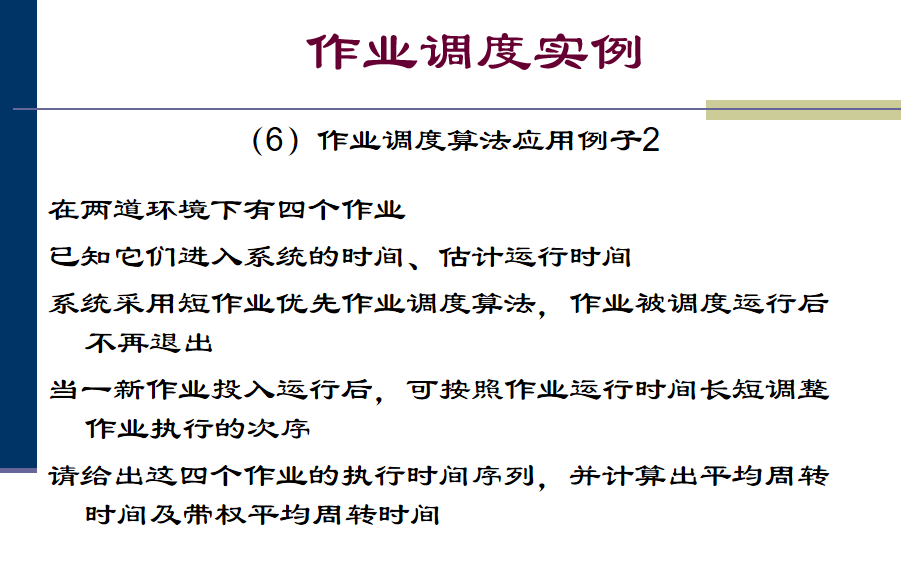 作业调度实例
（6）作业调度算法应用例子2
在两道环境下有四个作业
已知它们进入系统的时间、估计运行时间
系统采用短作业优先作业调度算法，作业被调度运行后
不再退出
当一新作业投入运行后，可按照作业运行时间长短调整
作业执行的次序
请给出这四个作业的执行时间序列，并计算出平均周转
时间及带权平均周转时间